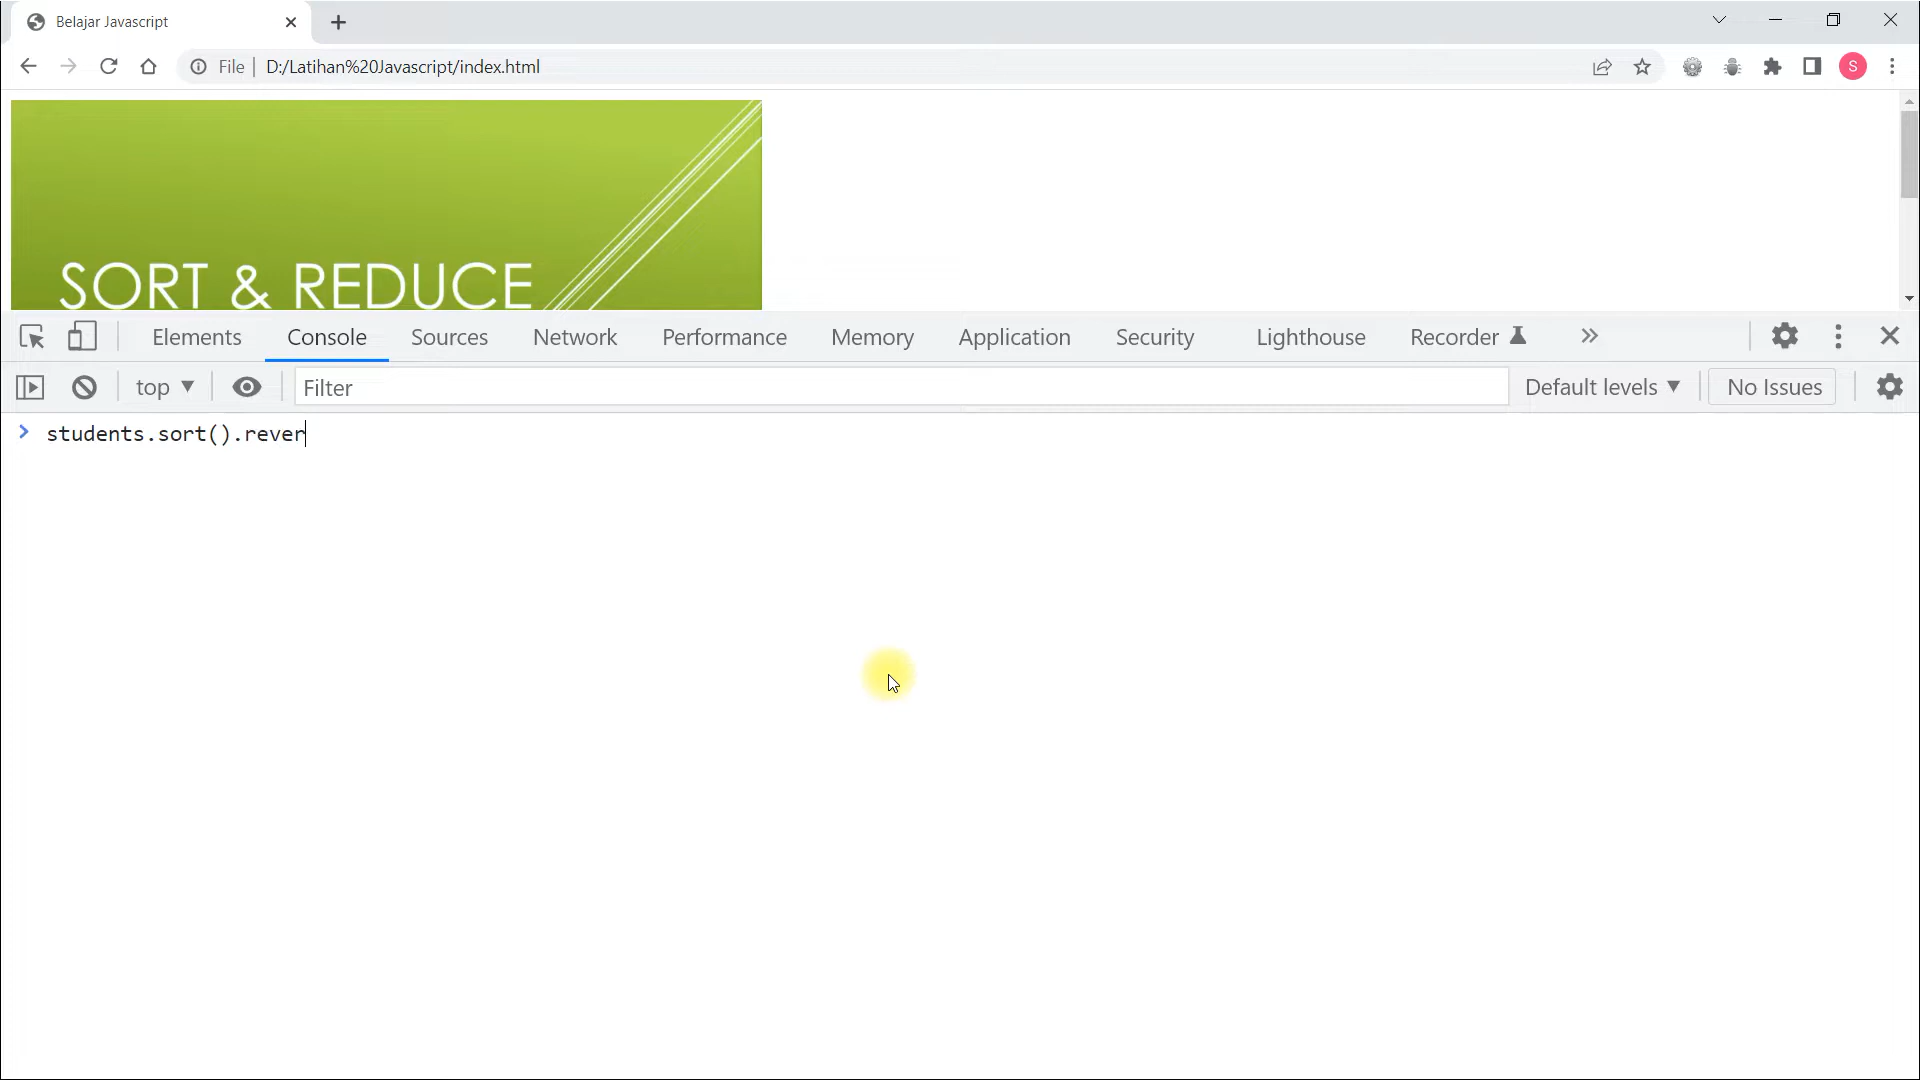 Belajar Javascript
File D:/Latihan%20Javascript/index.html
S
SORT & REDUCE
Elements Console Sources Network Performance Memory Application Security Lighthouse Recorder
top Filter Default levels No Issues
students.sort().rever